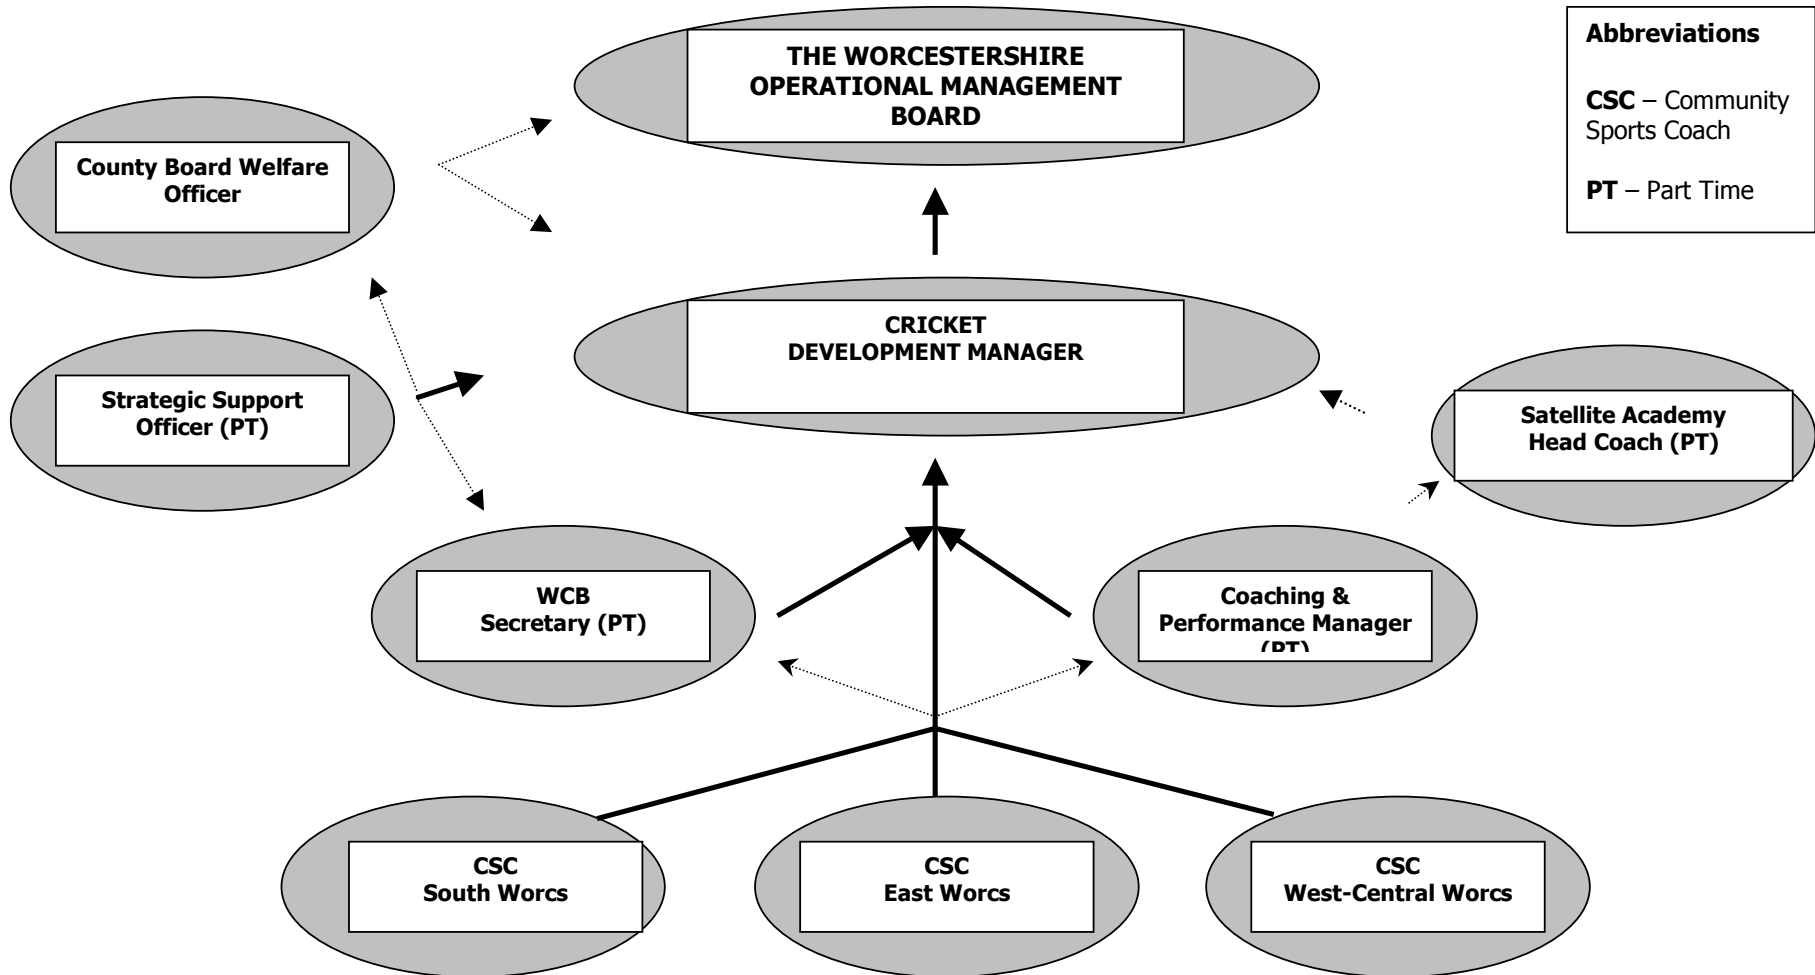 THE WORCESTERSHIRE
OPERATIONAL MANAGEMENT
BOARD
Abbreviations
CSC – Community
Sports Coach
PT – Part Time
County Board Welfare
Officer
CRICKET
DEVELOPMENT MANAGER
Strategic Support
Officer (PT)
Satellite Academy
Head Coach (PT)
WCB
Secretary (PT)
Coaching &
Performance Manager
(PT)
CSC
South Worcs
CSC
East Worcs
CSC
West-Central Worcs